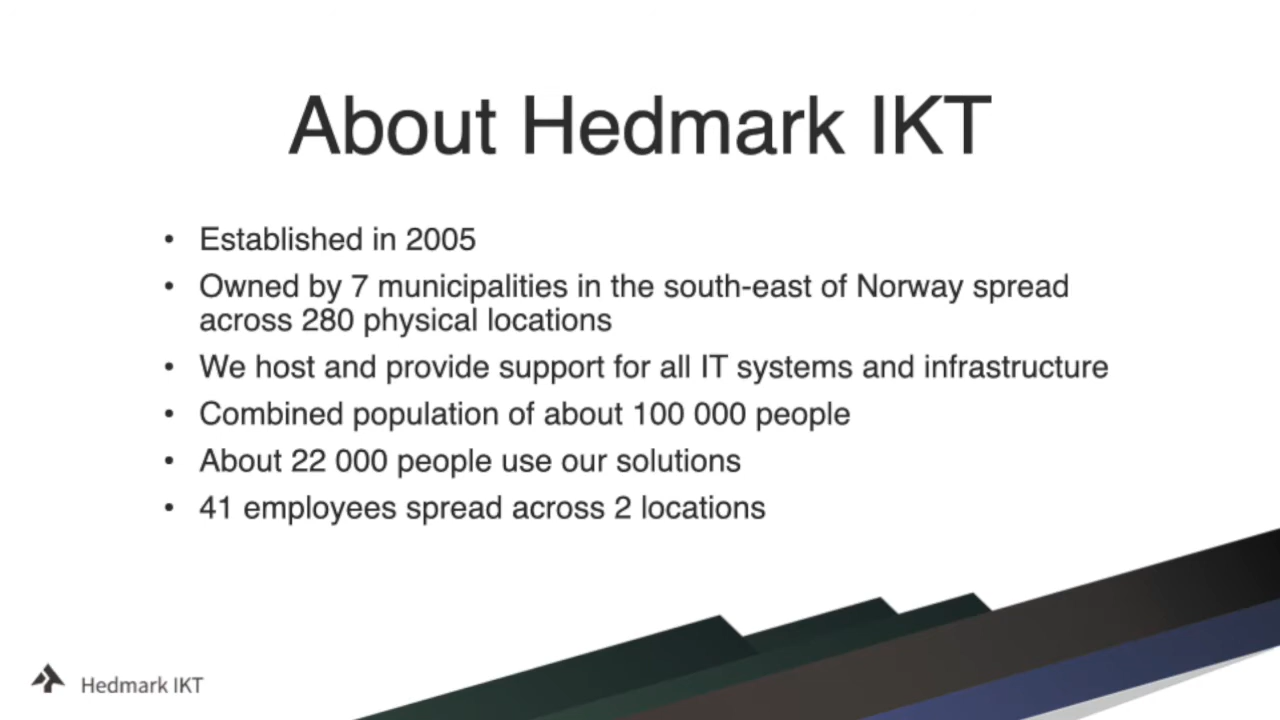 About Hedmark IKT
• Established in 2005
• Owned by 7 municipalities in the south-east of Norway spread
across 280 physical locations
• We host and provide support for all IT systems and infrastructure
• Combined population of about 100 000 people
• About 22 000 people use our solutions
• 41 employees spread across 2 locations
Hedmark IKT